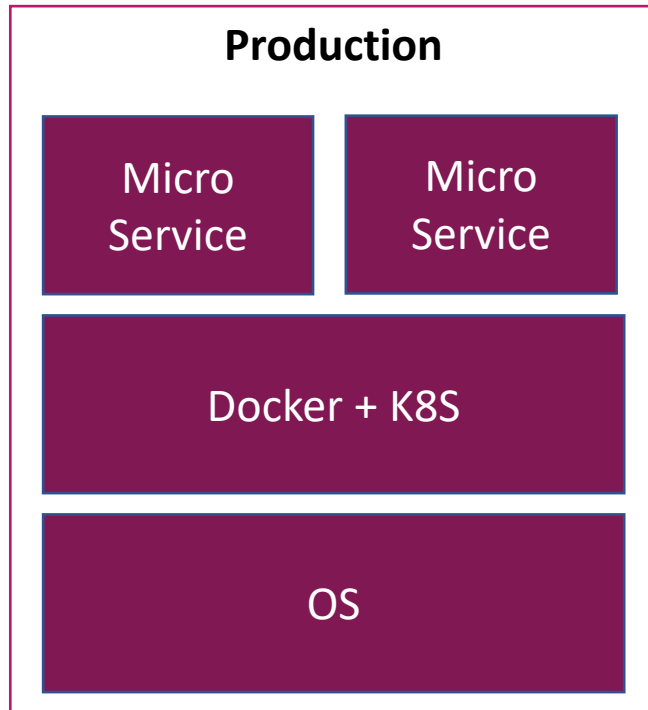 Production
Micro
Service
Micro
Service
Docker + K8S
OS